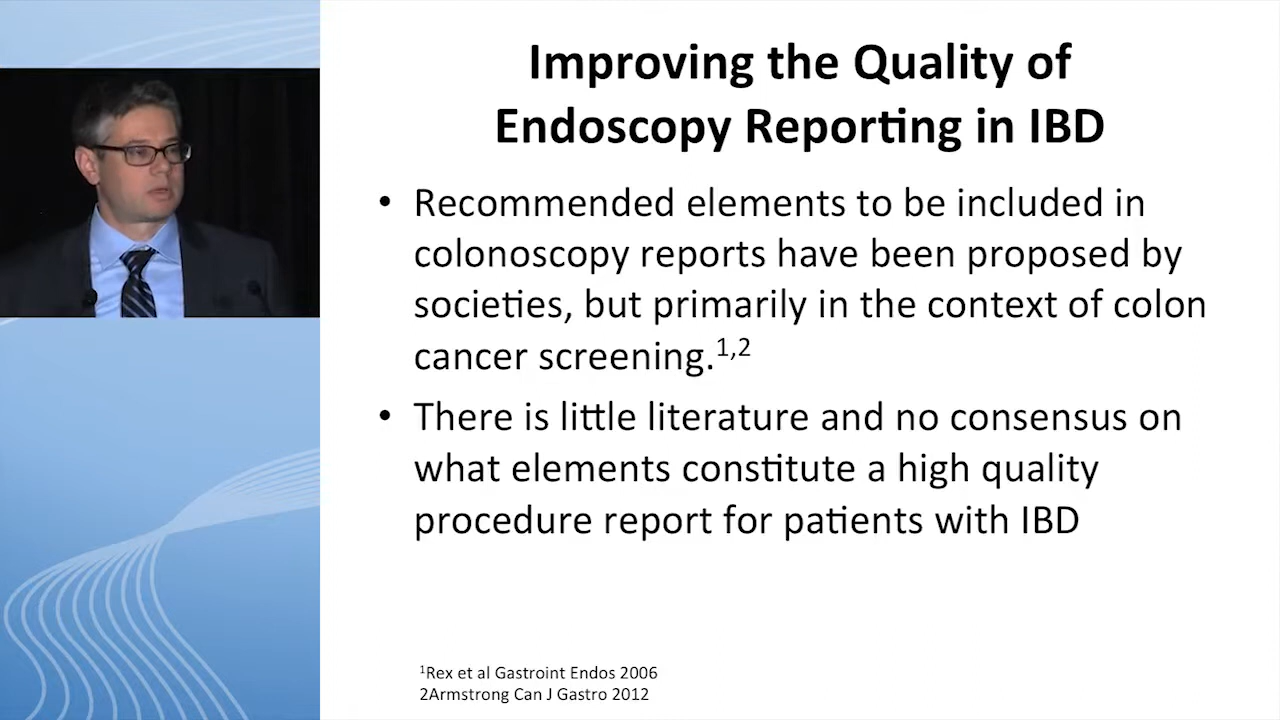 Improving the Quality of
Endoscopy Reporting in IBD
• Recommended elements to be included in
colonoscopy reports have been proposed by
societies, but primarily in the context of colon
cancer screening.1,2
• There is little literature and no consensus on
what elements constitute a high quality
procedure report for patients with IBD
1Rex et al Gastroint Endos 2006
2Armstrong Can J Gastro 2012